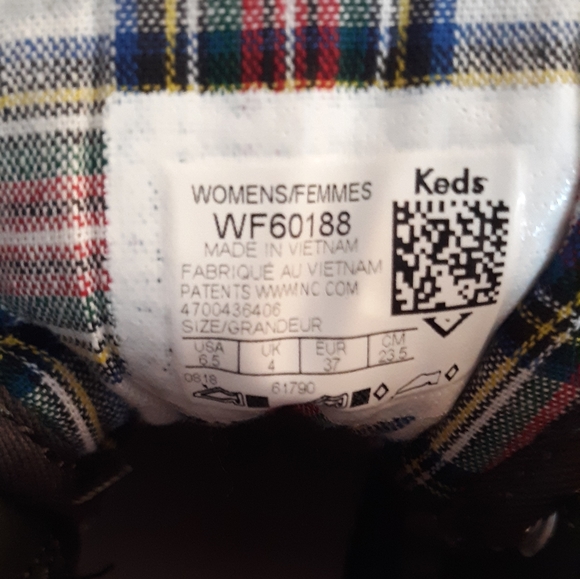 Keds
WOMENS/FEMMES
WF60188
MADE IN VIETNAM
FABRIQUÉ AU VIETNAM
PATENTS WWW.NC.COM
4700436406
SIZE/GRANDEUR
USA UK EUR CM
6.5 4 37 23.5
0818 61790